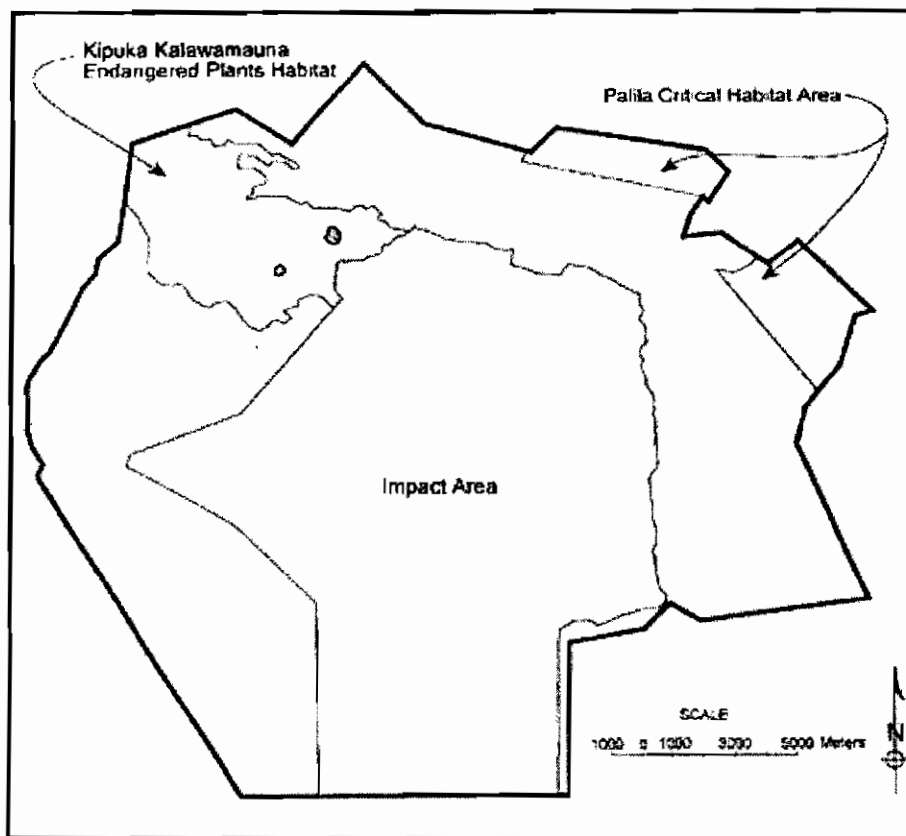 Kipuka Kalawamauna
Endangered Plants Habitat
Palila Critical Habitat Area
Impact Area
SCALE
1000 0 1000 3000 5000 Meters
N